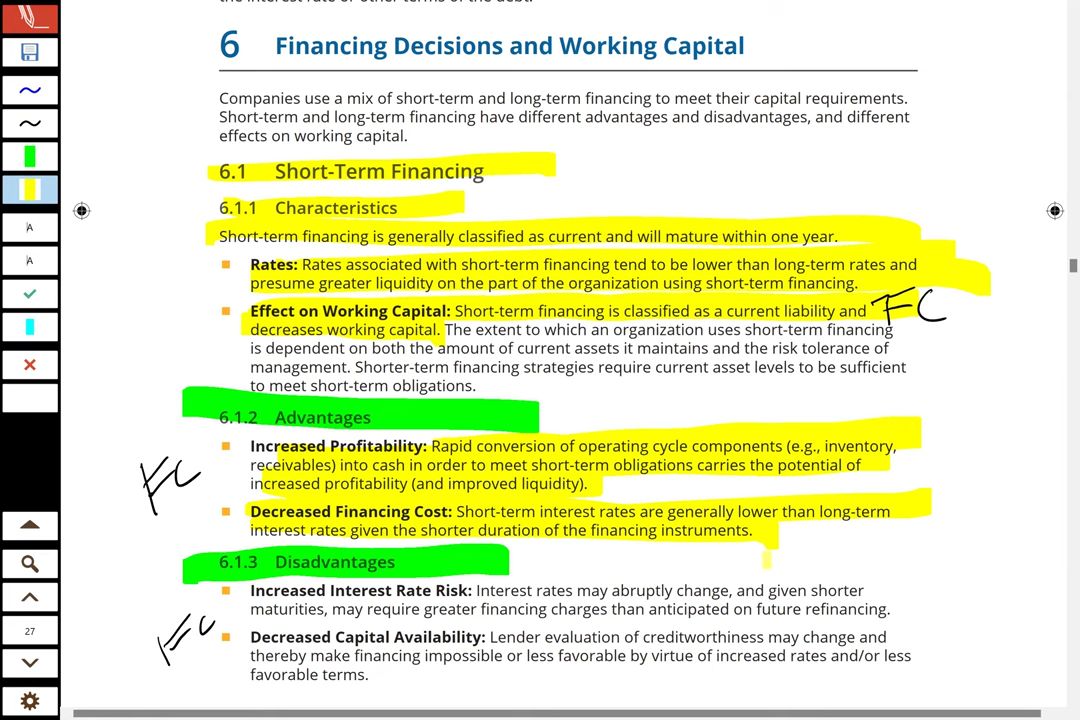 the interest rate or other terms of the debt.
6 Financing Decisions and Working Capital
Companies use a mix of short-term and long-term financing to meet their capital requirements.
Short-term and long-term financing have different advantages and disadvantages, and different
effects on working capital.
6.1 Short-Term Financing
6.1.1 Characteristics
Short-term financing is generally classified as current and will mature within one year.
Rates: Rates associated with short-term financing tend to be lower than long-term rates and
presume greater liquidity on the part of the organization using short-term financing.
Effect on Working Capital: Short-term financing is classified as a current liability and
FC
decreases working capital. The extent to which an organization uses short-term financing
is dependent on both the amount of current assets it maintains and the risk tolerance of
management. Shorter-term financing strategies require current asset levels to be sufficient
to meet short-term obligations.
6.1.2 Advantages
Increased Profitability: Rapid conversion of operating cycle components (e.g., inventory,
receivables) into cash in order to meet short-term obligations carries the potential of
increased profitability (and improved liquidity).
FC
Decreased Financing Cost: Short-term interest rates are generally lower than long-term
interest rates given the shorter duration of the financing instruments.
6.1.3 Disadvantages
Increased Interest Rate Risk: Interest rates may abruptly change, and given shorter
maturities, may require greater financing charges than anticipated on future refinancing.
FC
Decreased Capital Availability: Lender evaluation of creditworthiness may change and
thereby make financing impossible or less favorable by virtue of increased rates and/or less
favorable terms.
A
A
27